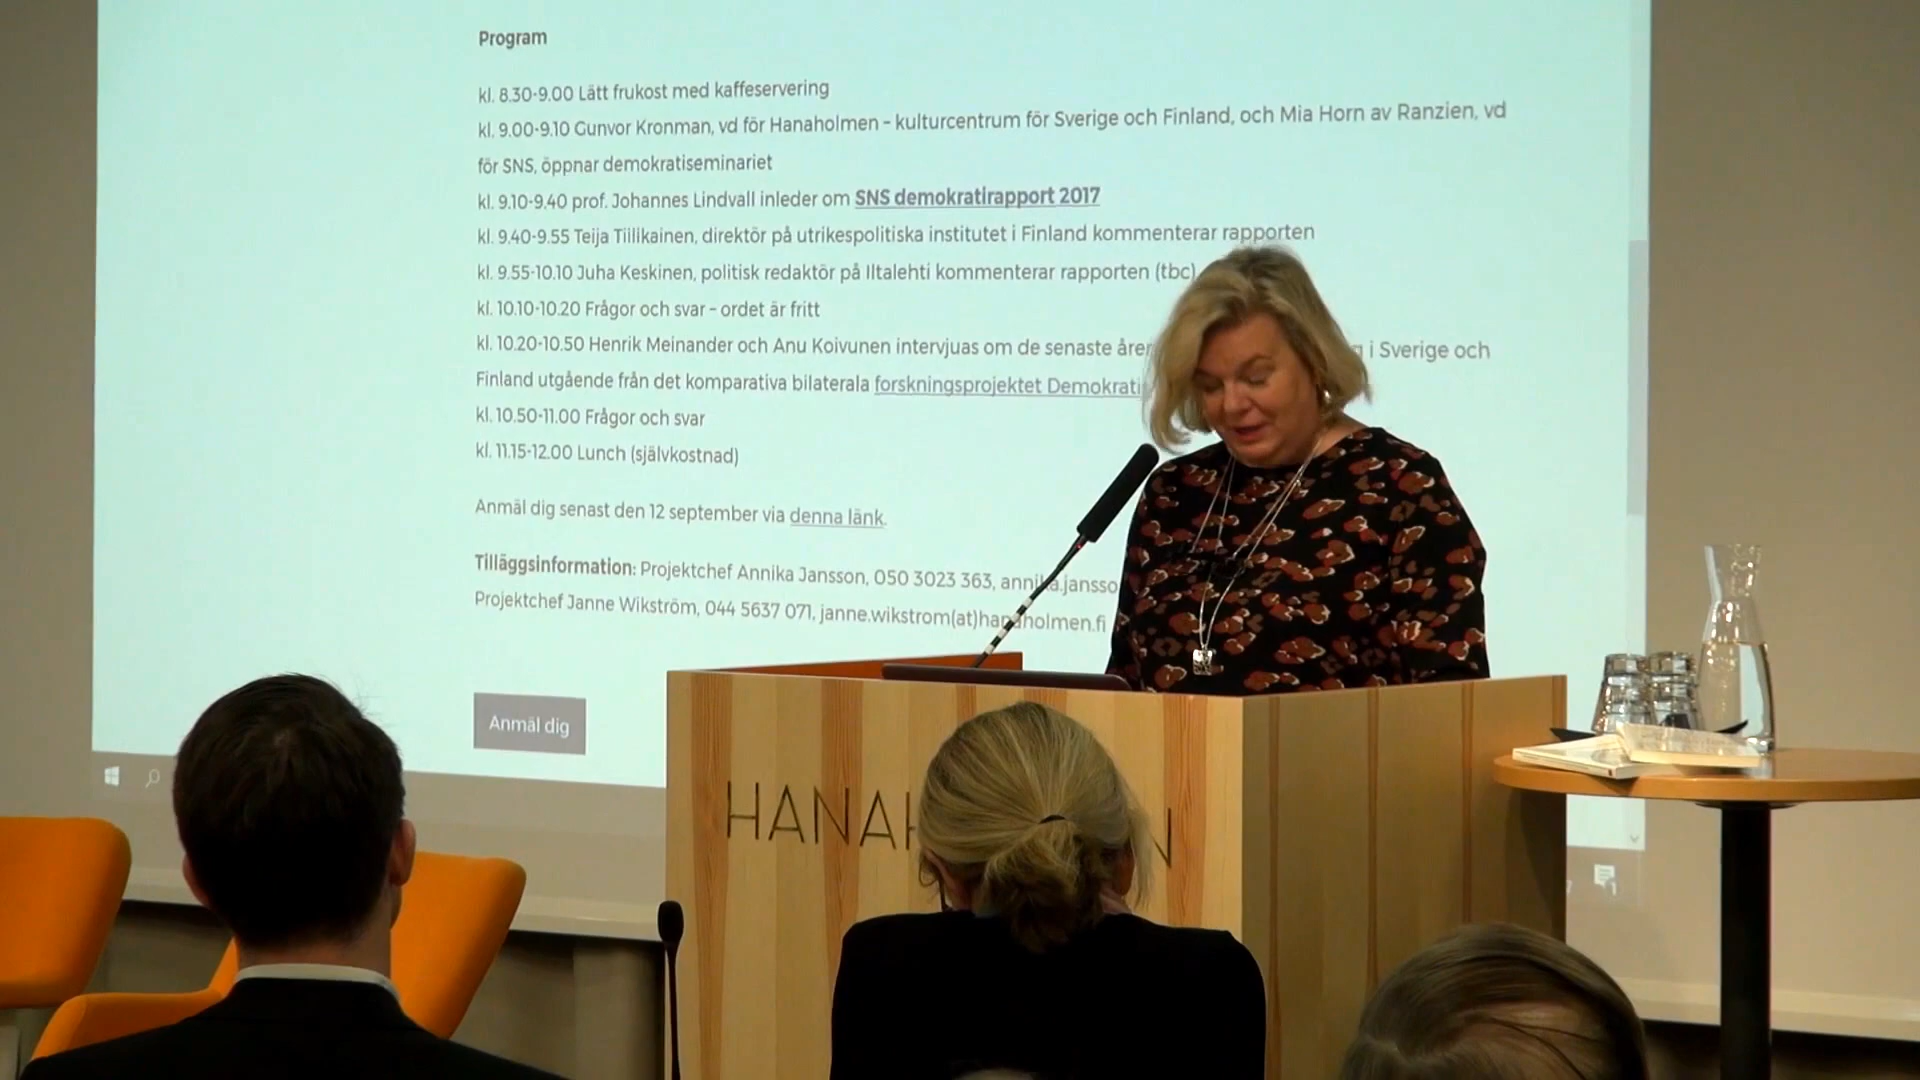 Program
kl. 8.30-9.00 Lätt frukost med kaffeservering
kl. 9.00-9.10 Gunvor Kronman, vd för Hanaholmen – kulturcentrum för Sverige och Finland, och Mia Horn av Ranzien, vd
för SNS, öppnar demokratiseminariet
kl. 9.10-9.40 prof. Johannes Lindvall inleder om SNS demokratirapport 2017
kl. 9.40-9.55 Teija Tiilikainen, direktör på utrikespolitiska institutet i Finland kommenterar rapporten
kl. 9.55-10.10 Juha Keskinen, politisk redaktör på Iltalehti kommenterar rapporten (tbc)
kl. 10.10-10.20 Frågor och svar – ordet är fritt
kl. 10.20-10.50 Henrik Meinander och Anu Koivunen intervjuas om de senaste åren i Sverige och
Finland utgående från det komparativa bilaterala forskningsprojektet Demokrati
kl. 10.50-11.00 Frågor och svar
kl. 11.15-12.00 Lunch (självkostnad)
Anmäl dig senast den 12 september via denna länk.
Tilläggsinformation: Projektchef Annika Jansson, 050 3023 363, annika.jansso
Projektchef Janne Wikström, 044 5637 071, janne.wikstrom(at)hanaholmen.fi
Anmäl dig
HANAH N